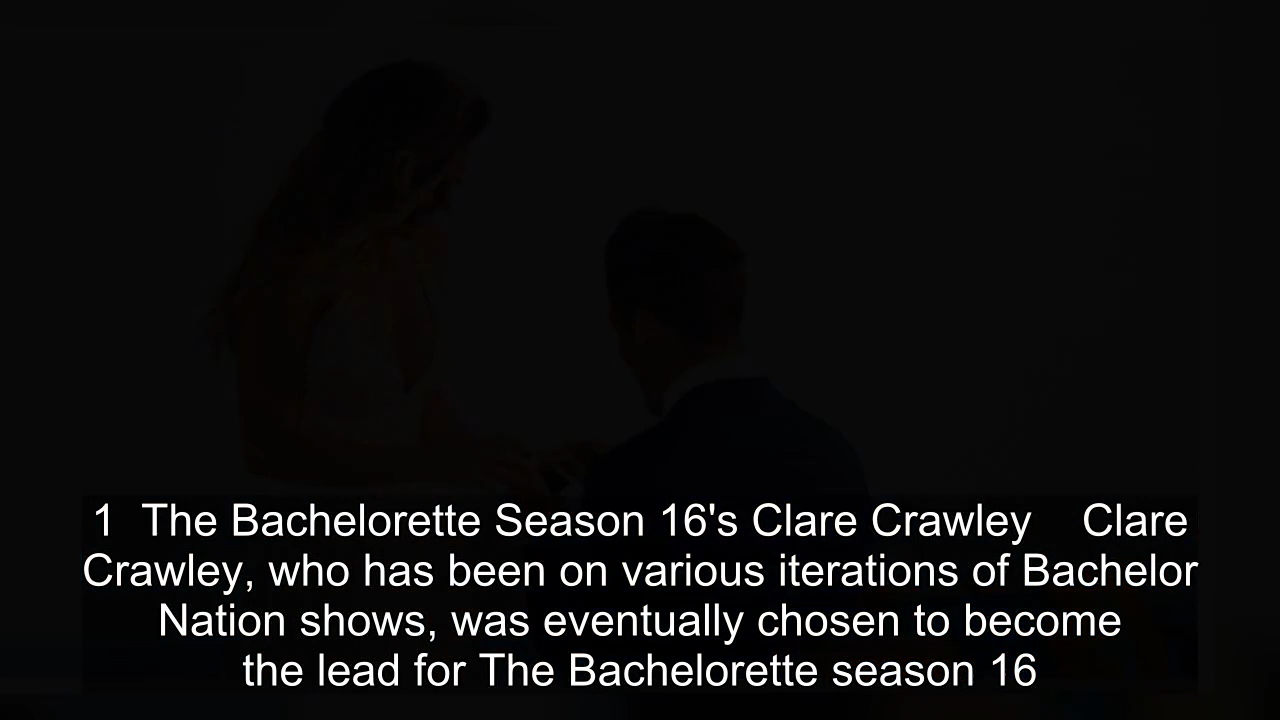 1  The Bachelorette Season 16's Clare Crawley    Clare
Crawley, who has been on various iterations of Bachelor
Nation shows, was eventually chosen to become
the lead for The Bachelorette season 16